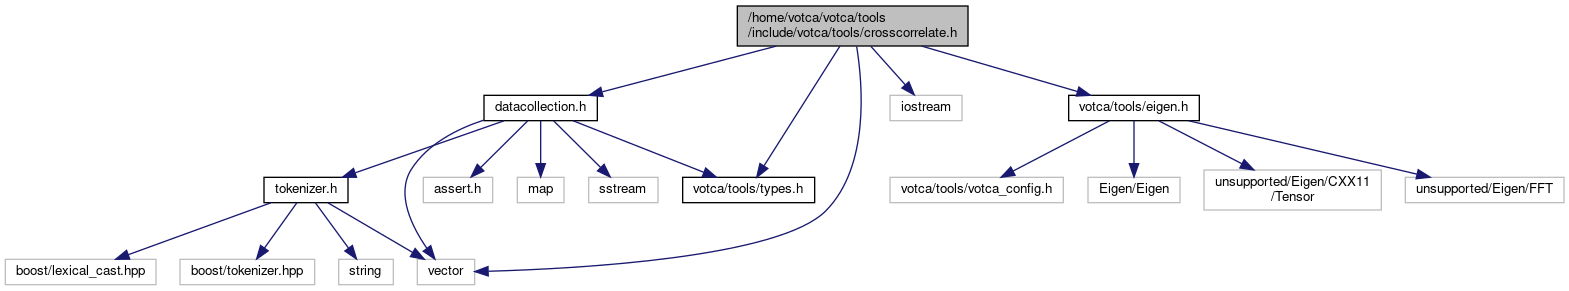 /home/votca/votca/tools
/include/votca/tools/crosscorrelate.h
datacollection.h
iostream
votca/tools/eigen.h
tokenizer.h
assert.h
map
sstream
votca/tools/types.h
votca/tools/votca_config.h
Eigen/Eigen
unsupported/Eigen/CXX11
/Tensor
unsupported/Eigen/FFT
boost/lexical_cast.hpp
boost/tokenizer.hpp
string
vector